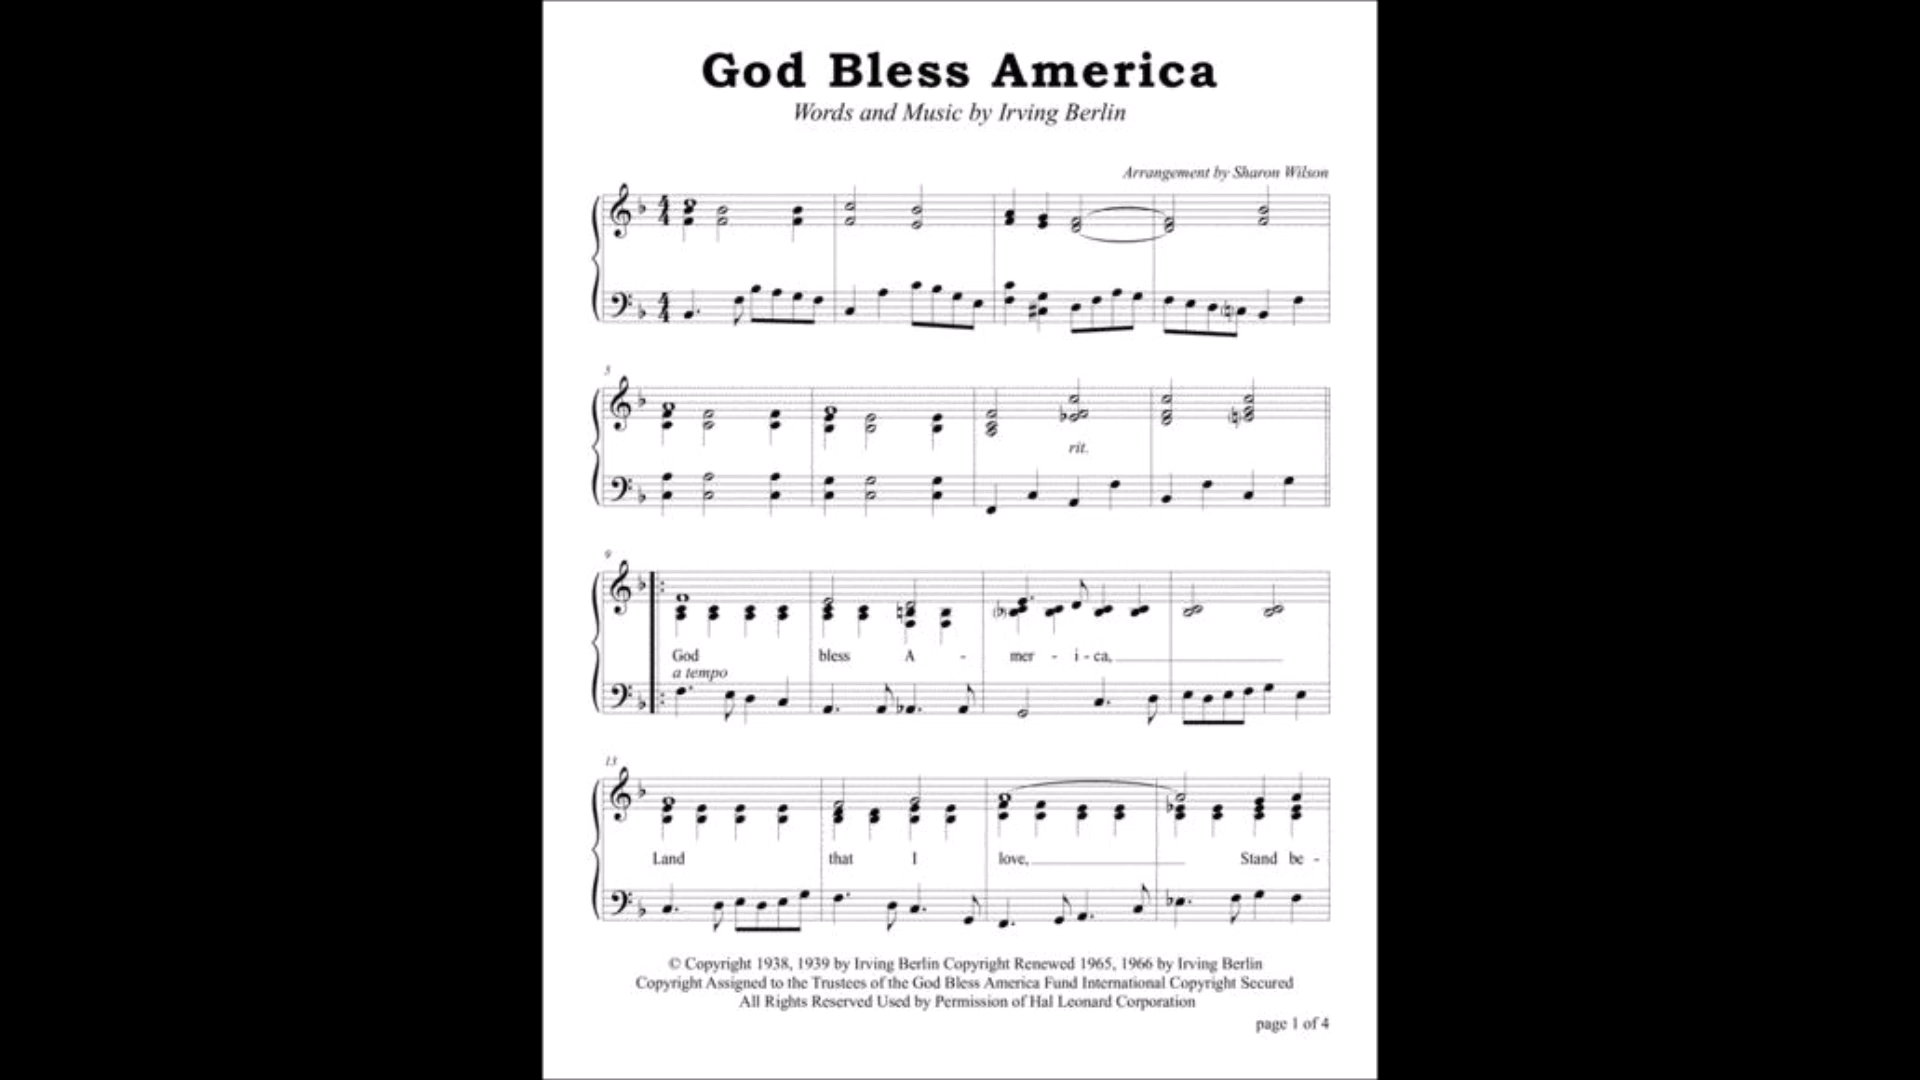 God Bless America
Words and Music by Irving Berlin
Arrangement by Sharon Wilson
5
rit.
9
God bless A - mer - i - ca,
a tempo
13
Land that I love, Stand be -
© Copyright 1938, 1939 by Irving Berlin Copyright Renewed 1965, 1966 by Irving Berlin
Copyright Assigned to the Trustees of the God Bless America Fund International Copyright Secured
All Rights Reserved Used by Permission of Hal Leonard Corporation
page 1 of 4